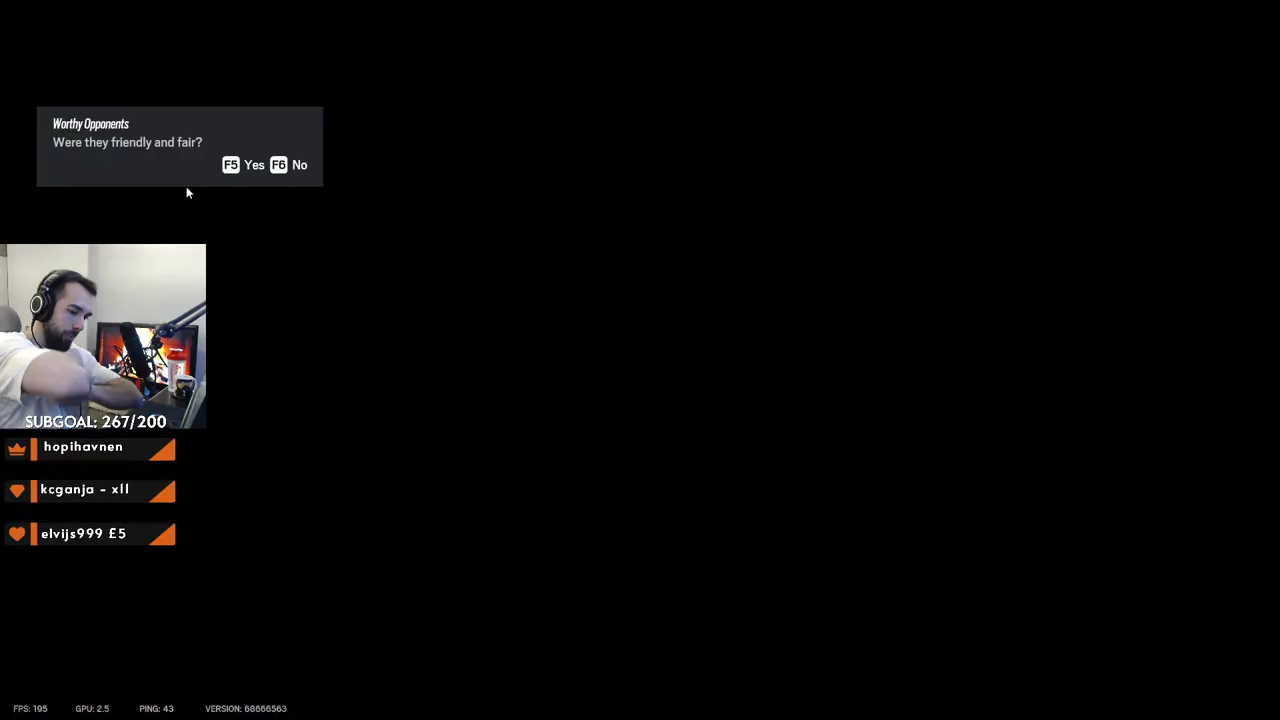 Worthy Opponents
Were they friendly and fair?
F5 Yes F6 No
SUBGOAL: 267/200
hopihavnen
kcganja - x11
elvijs999 £5
FPS: 195 GPU: 2.5 PING: 43 VERSION: 68666563